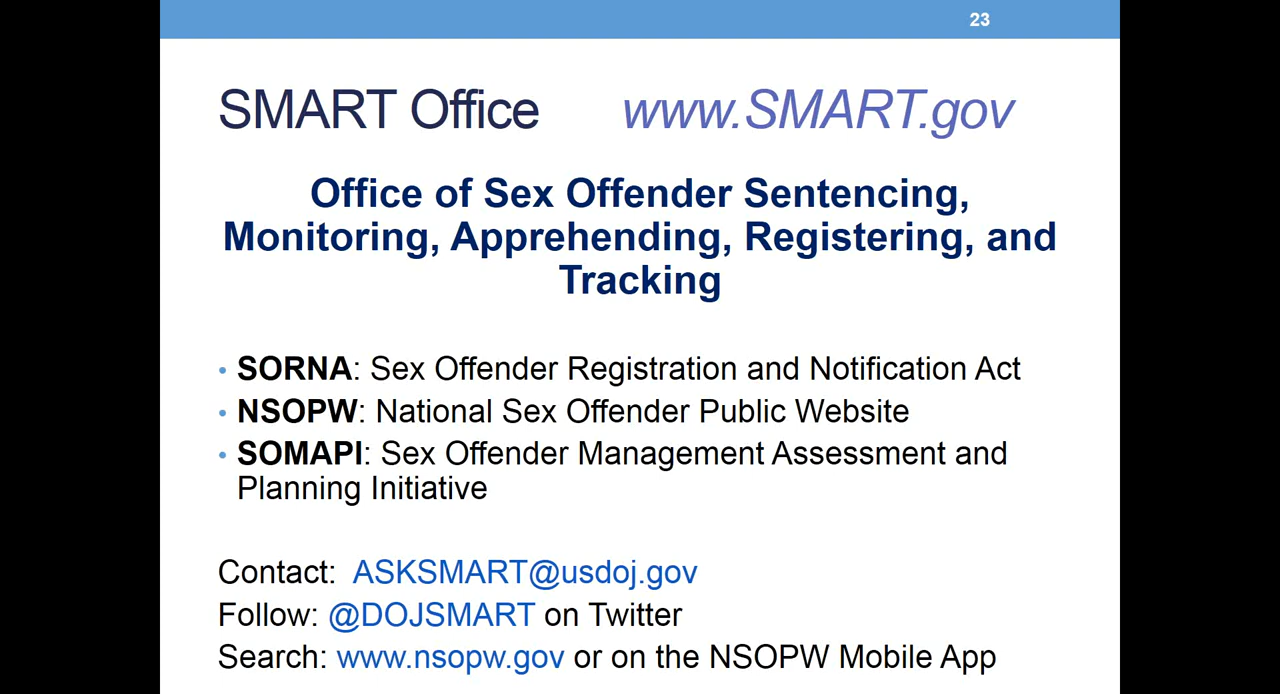 23
SMART Office www.SMART.gov
Office of Sex Offender Sentencing,
Monitoring, Apprehending, Registering, and
Tracking
• SORNA: Sex Offender Registration and Notification Act
• NSOPW: National Sex Offender Public Website
• SOMAPI: Sex Offender Management Assessment and
Planning Initiative
Contact: ASKSMART@usdoj.gov
Follow: @DOJSMART on Twitter
Search: www.nsopw.gov or on the NSOPW Mobile App